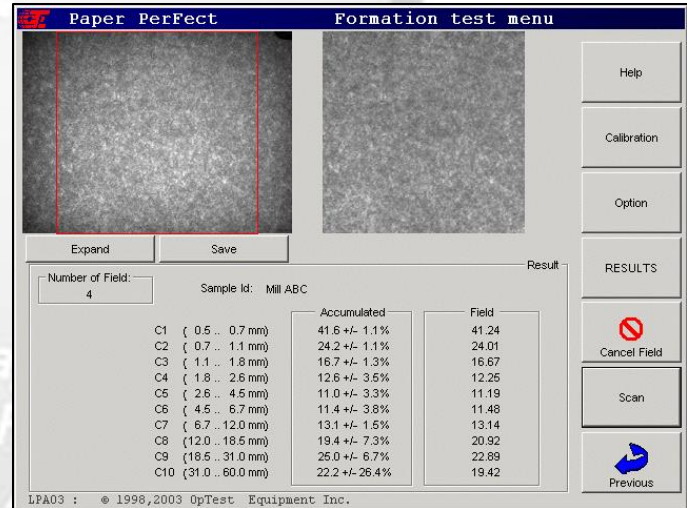 Paper PerFect Formation test menu
Help
Calibration
Option
RESULTS
Cancel Field
Scan
Previous
Expand Save
Result
Number of Field:
4
Sample Id: Mill ABC
Accumulated Field
C1 ( 0.5 .. 0.7 mm) 41.6 +/- 1.1% 41.24
C2 ( 0.7 .. 1.1 mm) 24.2 +/- 1.1% 24.01
C3 ( 1.1 .. 1.8 mm) 16.7 +/- 1.3% 16.67
C4 ( 1.8 .. 2.6 mm) 12.6 +/- 3.5% 12.25
C5 ( 2.6 .. 4.5 mm) 11.0 +/- 3.3% 11.19
C6 ( 4.5 .. 6.7 mm) 11.4 +/- 3.8% 11.48
C7 ( 6.7 .. 12.0 mm) 13.1 +/- 1.5% 13.14
C8 (12.0 .. 18.5 mm) 19.4 +/- 7.3% 20.92
C9 (18.5 .. 31.0 mm) 25.0 +/- 6.7% 22.89
C10 (31.0 .. 60.0 mm) 22.2 +/- 26.4% 19.42
LPA03 : © 1998,2003 OpTest Equipment Inc.